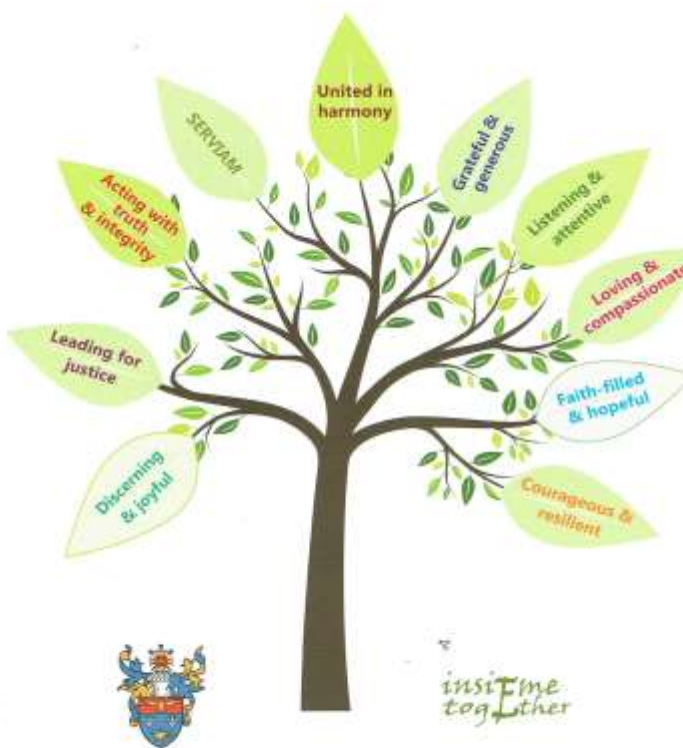 United in
harmony
SERVIAM
Grateful &
generous
Acting with
truth
& integrity
Listening &
attentive
Loving &
compassionate
Leading for
justice
Faith-filled
& hopeful
Discerning
& joyful
Courageous &
resilient
insiEme
togEther